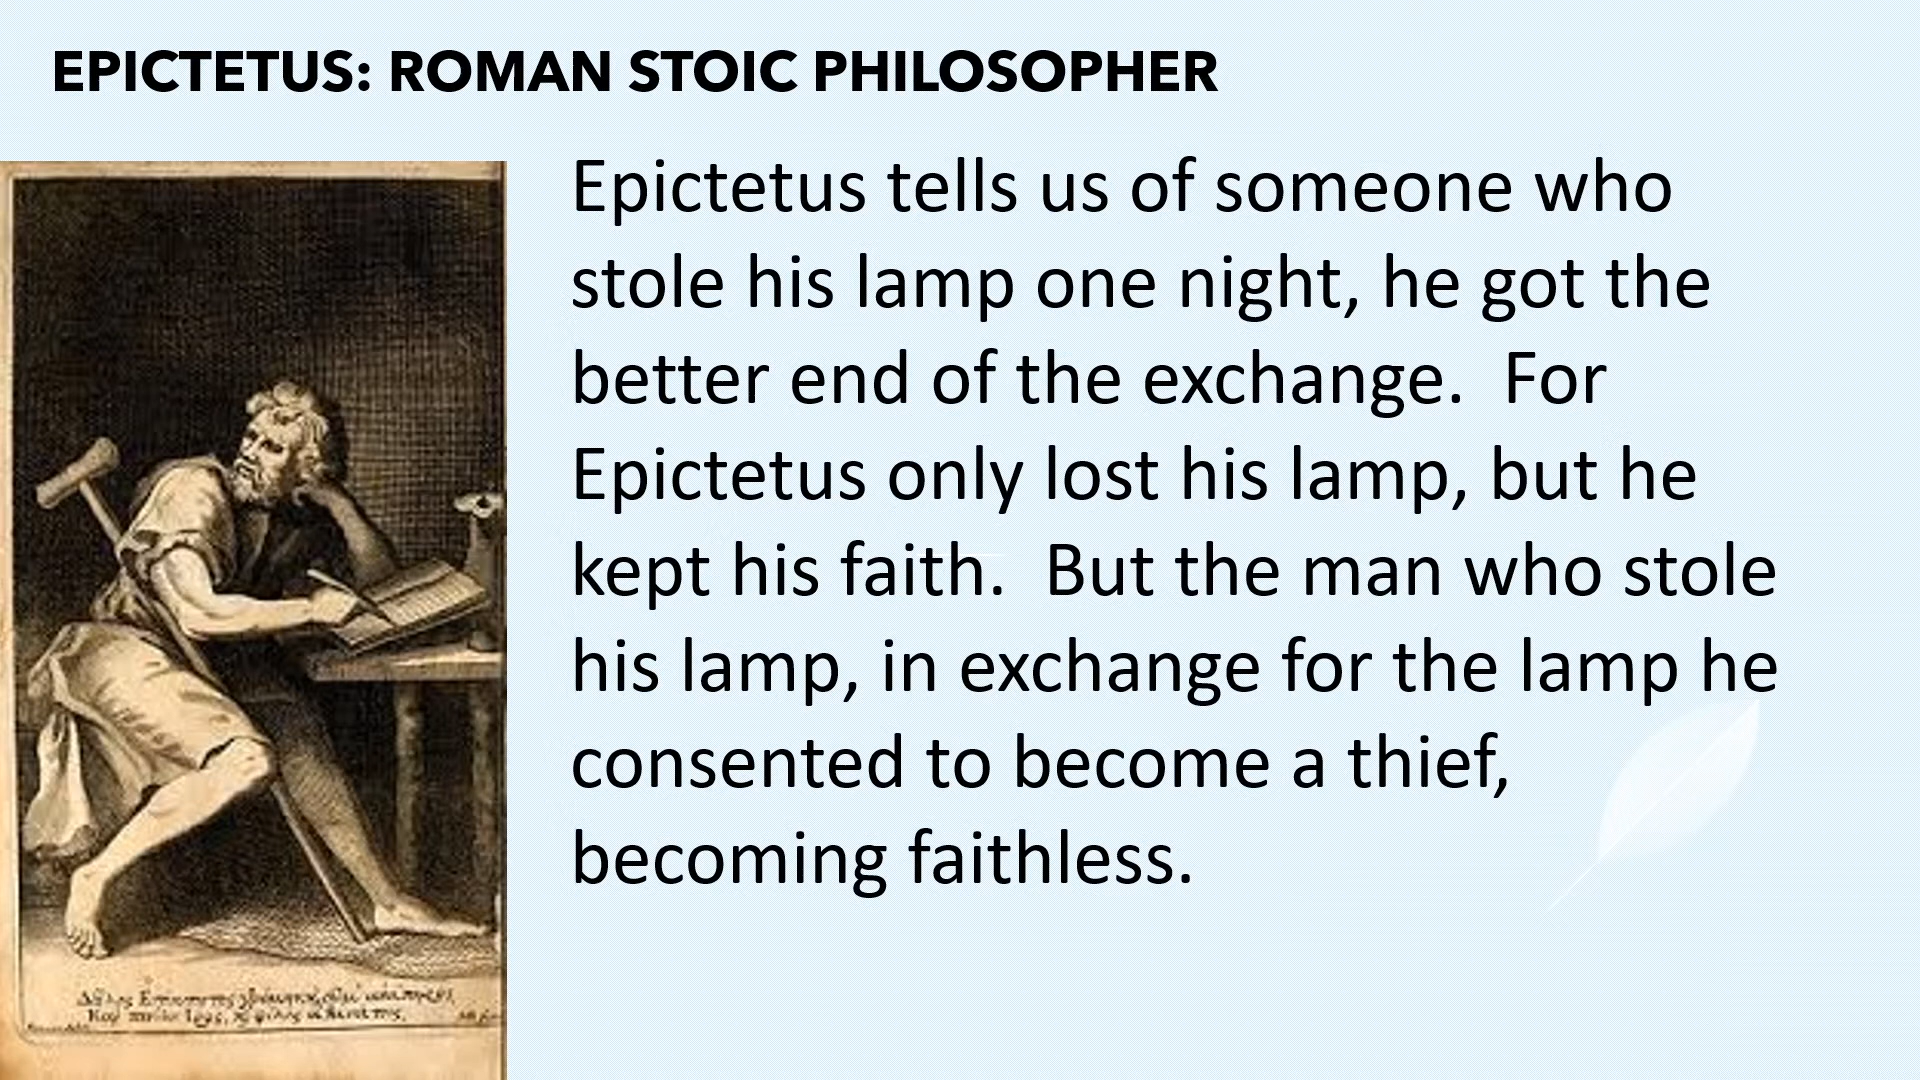 EPICTETUS: ROMAN STOIC PHILOSOPHER
Epictetus tells us of someone who
stole his lamp one night, he got the
better end of the exchange.  For
Epictetus only lost his lamp, but he
kept his faith.  But the man who stole
his lamp, in exchange for the lamp he
consented to become a thief,
becoming faithless.